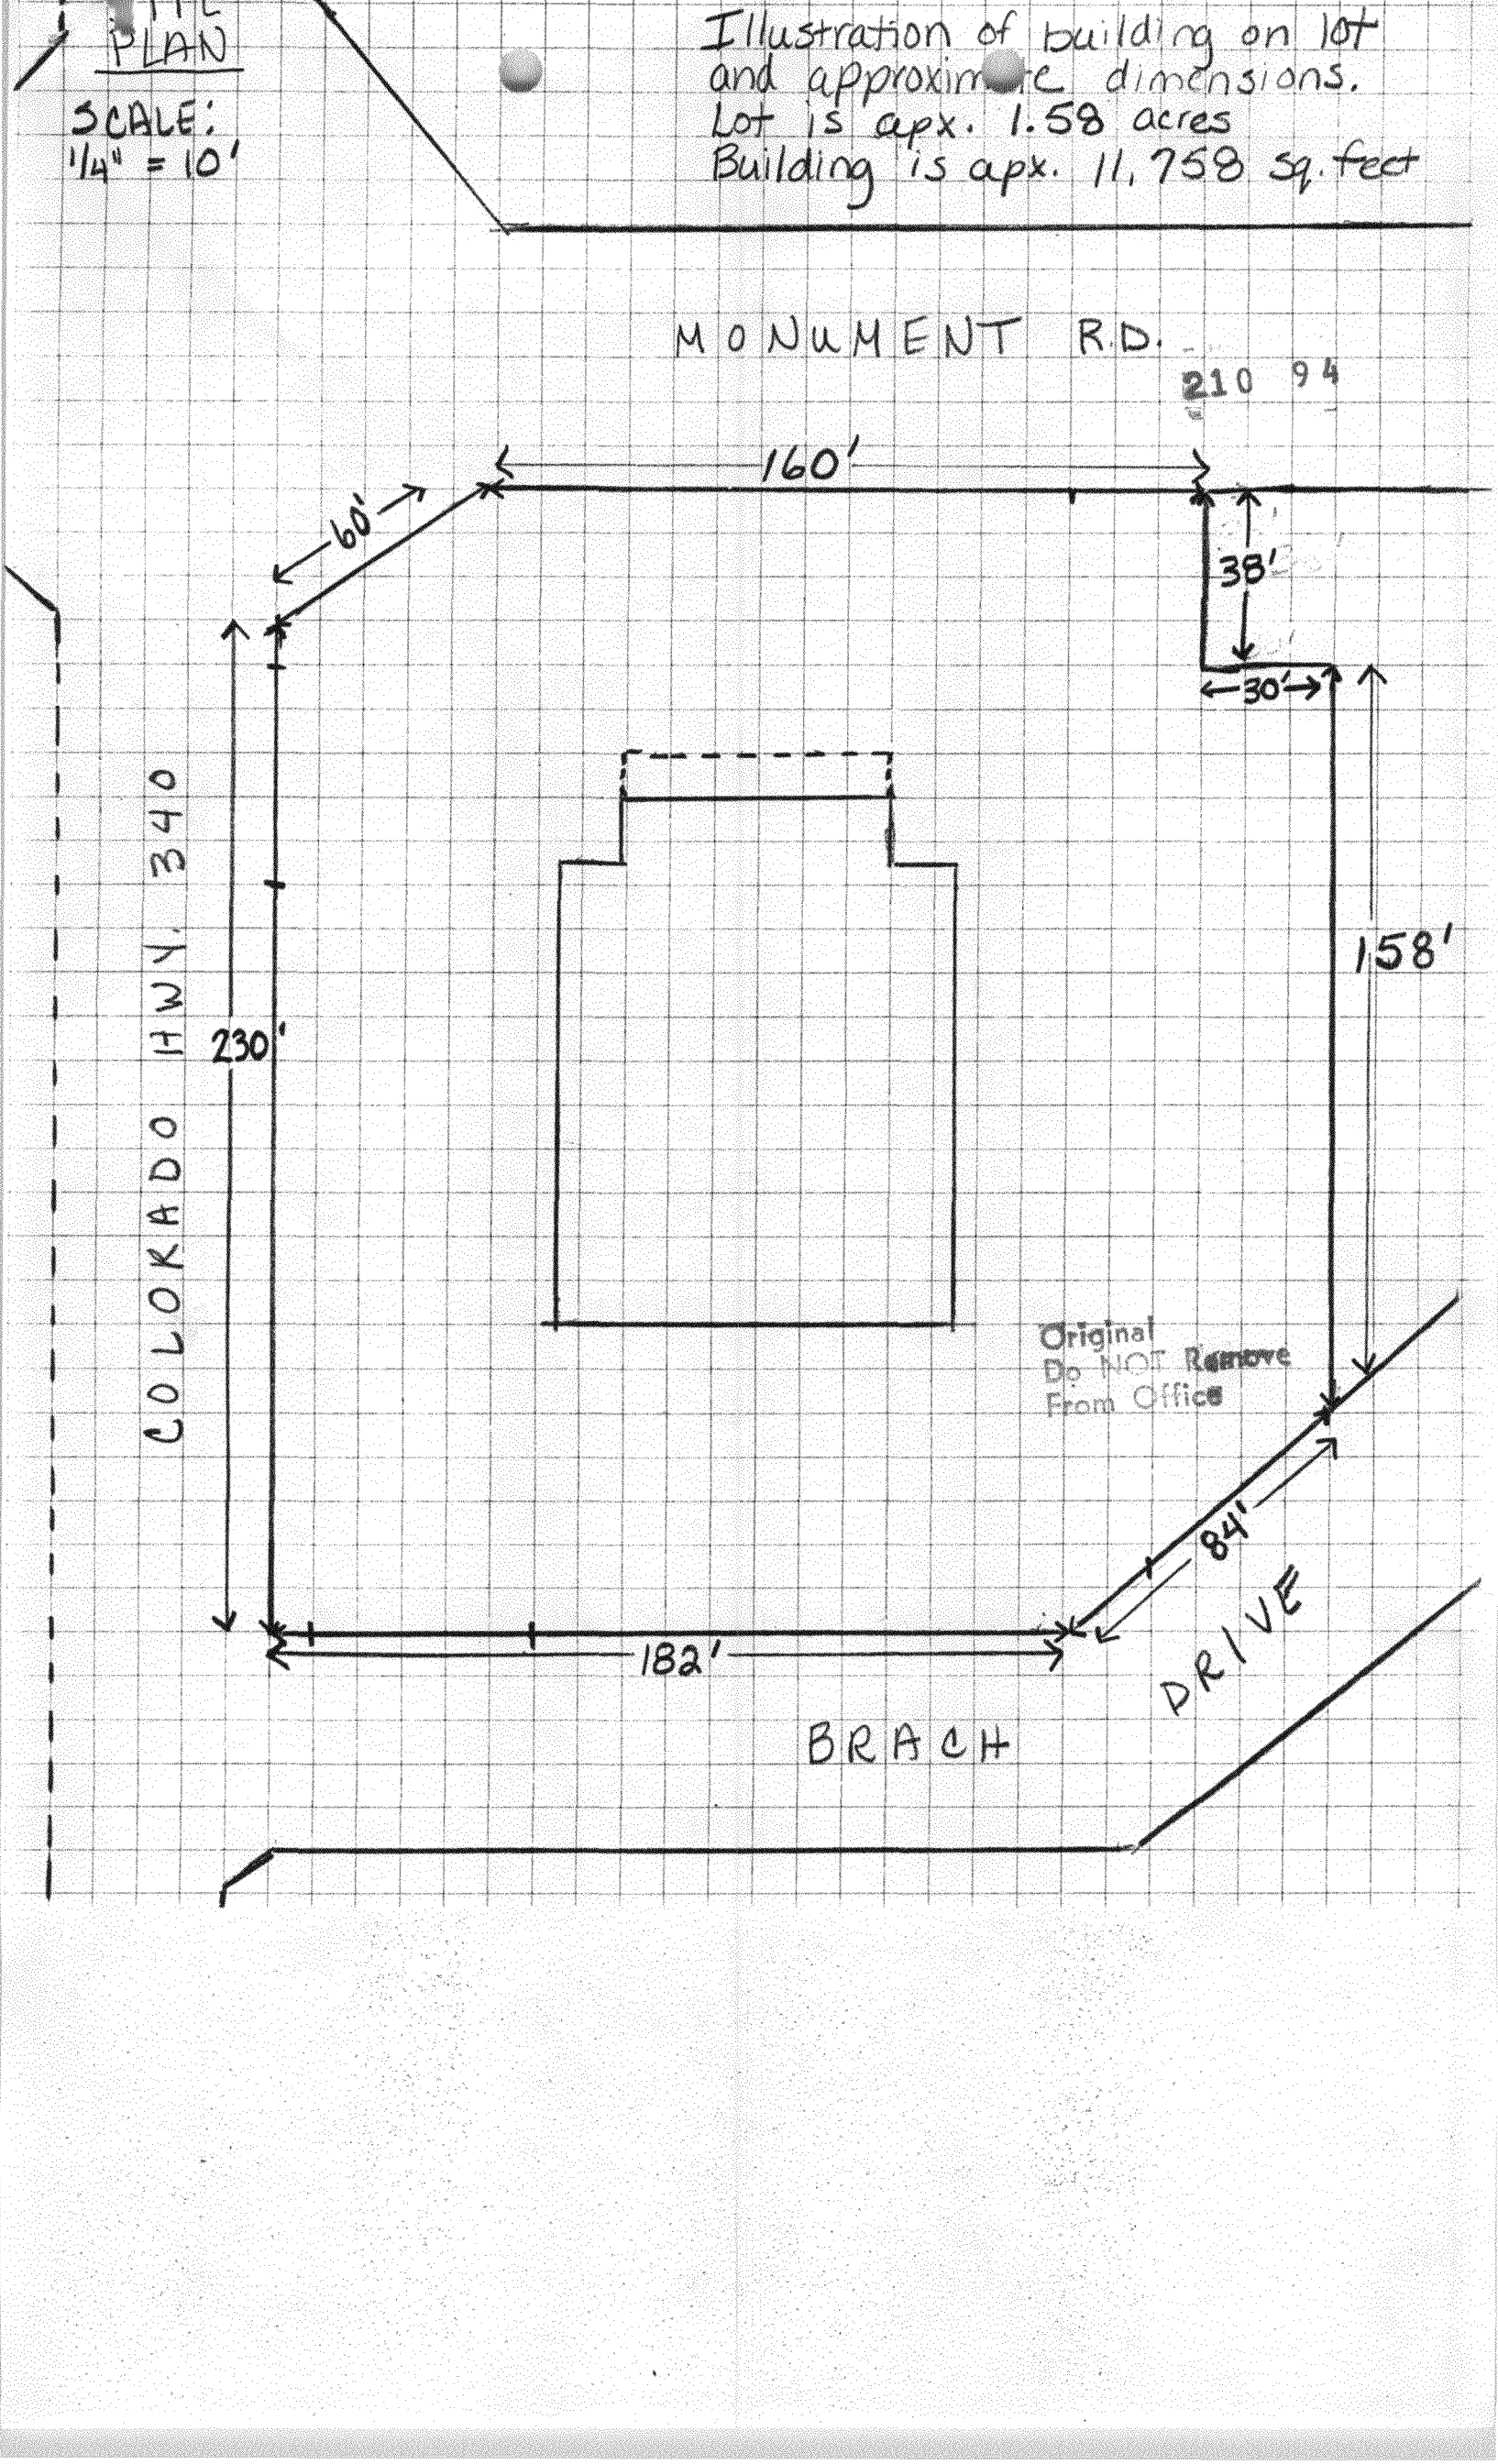 PLAN
SCALE:
1/4" = 10'
Illustration of building on lot
and approximate dimensions.
Lot is apx. 1.58 acres
Building is apx. 11,758 sq. feet
MONUMENT R.D.
210 94
160'
60'
38'
30'
COLORADO HWY. 340
230'
158'
Original
Do NOT Remove
From Office
84'
182'
DRIVE
BRACH